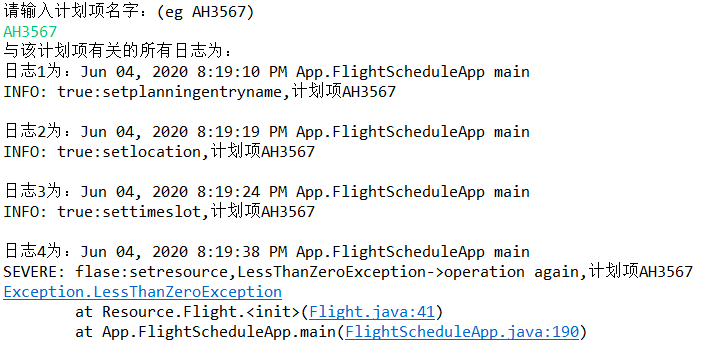 请输入计划项名字：(eg AH3567)
AH3567
与该计划项有关的所有日志为：
日志1为：Jun 04, 2020 8:19:10 PM App.FlightScheduleApp main
INFO: true:setplanningentryname,计划项AH3567
日志2为：Jun 04, 2020 8:19:19 PM App.FlightScheduleApp main
INFO: true:setlocation,计划项AH3567
日志3为：Jun 04, 2020 8:19:24 PM App.FlightScheduleApp main
INFO: true:settimeslot,计划项AH3567
日志4为：Jun 04, 2020 8:19:38 PM App.FlightScheduleApp main
SEVERE: flase:setresource,LessThanZeroException->operation again,计划项AH3567
Exception.LessThanZeroException
at Resource.Flight.<init>(Flight.java:41)
at App.FlightScheduleApp.main(FlightScheduleApp.java:190)